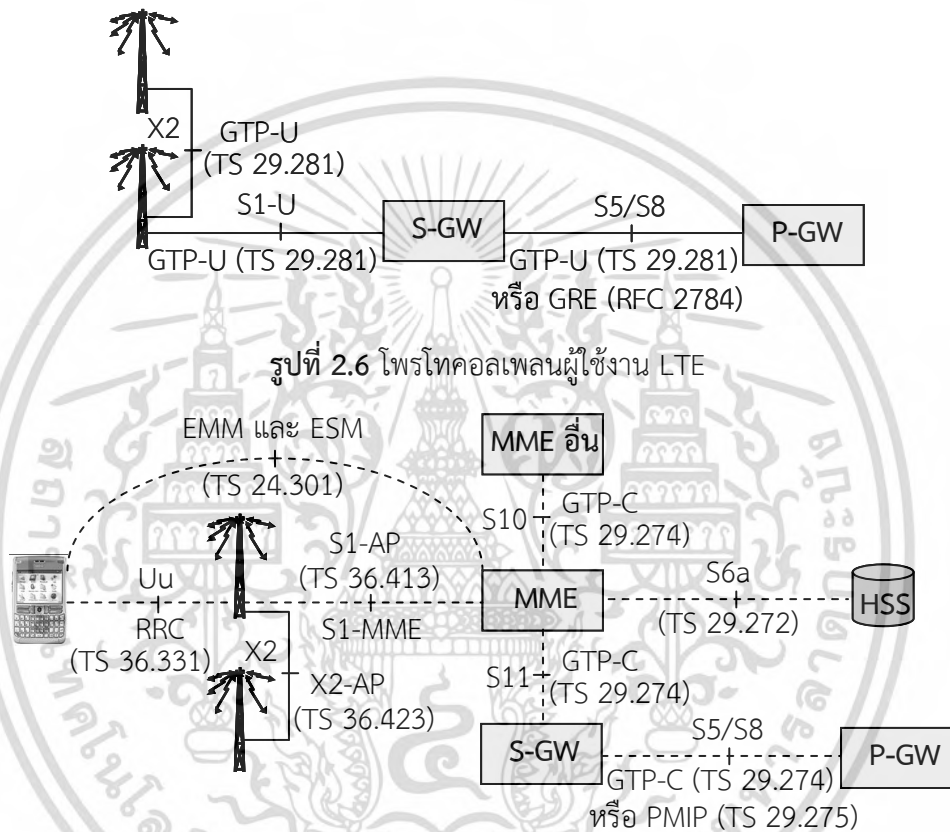 X2
GTP-U
(TS 29.281)
S1-U
S-GW
S5/S8
P-GW
GTP-U (TS 29.281)
GTP-U (TS 29.281)
หรือ GRE (RFC 2784)
รูปที่ 2.6 โพรโทคอลเพลนผู้ใช้งาน LTE
EMM และ ESM
(TS 24.301)
MME อื่น
S10
GTP-C
(TS 29.274)
Uu
RRC
(TS 36.331)
S1-AP
(TS 36.413)
S1-MME
MME
S6a
(TS 29.272)
HSS
X2
X2-AP
(TS 36.423)
S11
GTP-C
(TS 29.274)
S-GW
S5/S8
P-GW
GTP-C (TS 29.274)
หรือ PMIP (TS 29.275)